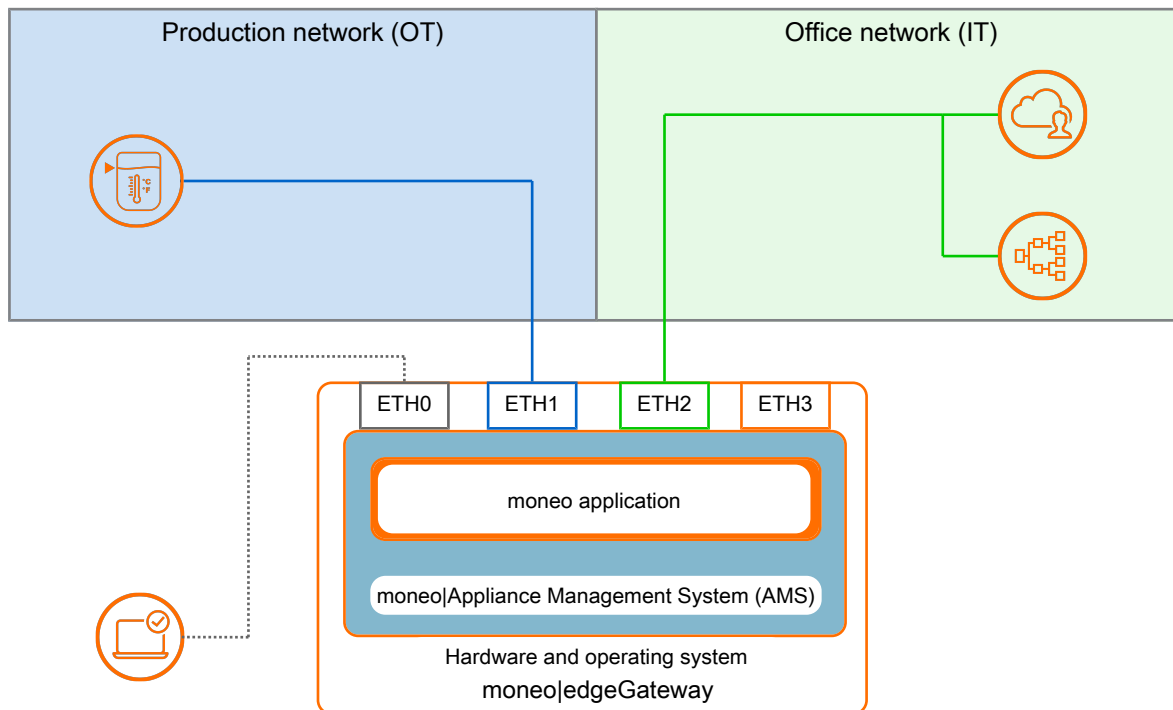 Production network (OT)
Office network (IT)
°C
°F
ETH0
ETH1
ETH2
ETH3
moneo application
moneo|Appliance Management System (AMS)
Hardware and operating system
moneo|edgeGateway